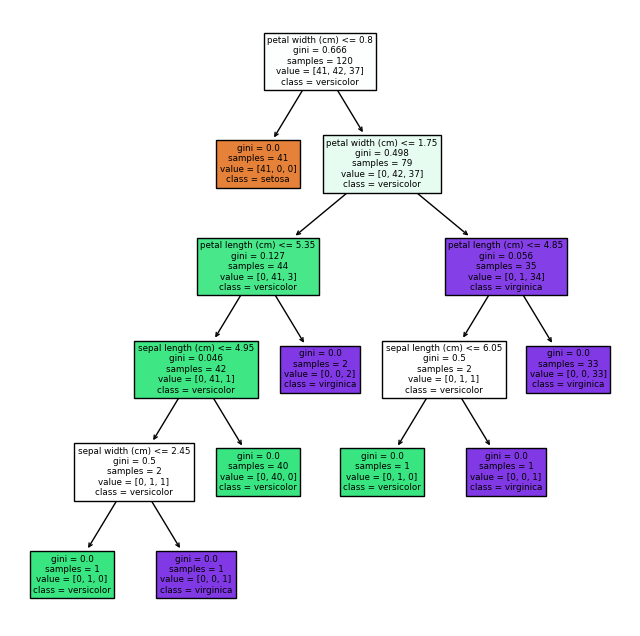 petal width (cm) <= 0.8
gini = 0.666
samples = 120
value = [41, 42, 37]
class = versicolor
gini = 0.0
samples = 41
value = [41, 0, 0]
class = setosa
petal width (cm) <= 1.75
gini = 0.498
samples = 79
value = [0, 42, 37]
class = versicolor
petal length (cm) <= 5.35
gini = 0.127
samples = 44
value = [0, 41, 3]
class = versicolor
petal length (cm) <= 4.85
gini = 0.056
samples = 35
value = [0, 1, 34]
class = virginica
sepal length (cm) <= 4.95
gini = 0.046
samples = 42
value = [0, 41, 1]
class = versicolor
gini = 0.0
samples = 2
value = [0, 0, 2]
class = virginica
sepal length (cm) <= 6.05
gini = 0.5
samples = 2
value = [0, 1, 1]
class = versicolor
gini = 0.0
samples = 33
value = [0, 0, 33]
class = virginica
sepal width (cm) <= 2.45
gini = 0.5
samples = 2
value = [0, 1, 1]
class = versicolor
gini = 0.0
samples = 40
value = [0, 40, 0]
class = versicolor
gini = 0.0
samples = 1
value = [0, 1, 0]
class = versicolor
gini = 0.0
samples = 1
value = [0, 0, 1]
class = virginica
gini = 0.0
samples = 1
value = [0, 1, 0]
class = versicolor
gini = 0.0
samples = 1
value = [0, 0, 1]
class = virginica